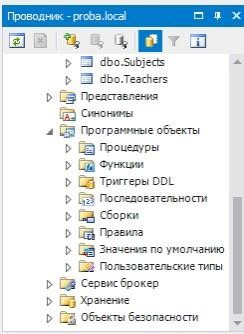 Проводник - proba.local
dbo.Subjects
dbo.Teachers
Представления
Синонимы
Программные объекты
Процедуры
Функции
Триггеры DDL
Последовательности
Сборки
Правила
Значения по умолчанию
Пользовательские типы
Сервис брокер
Хранение
Объекты безопасности